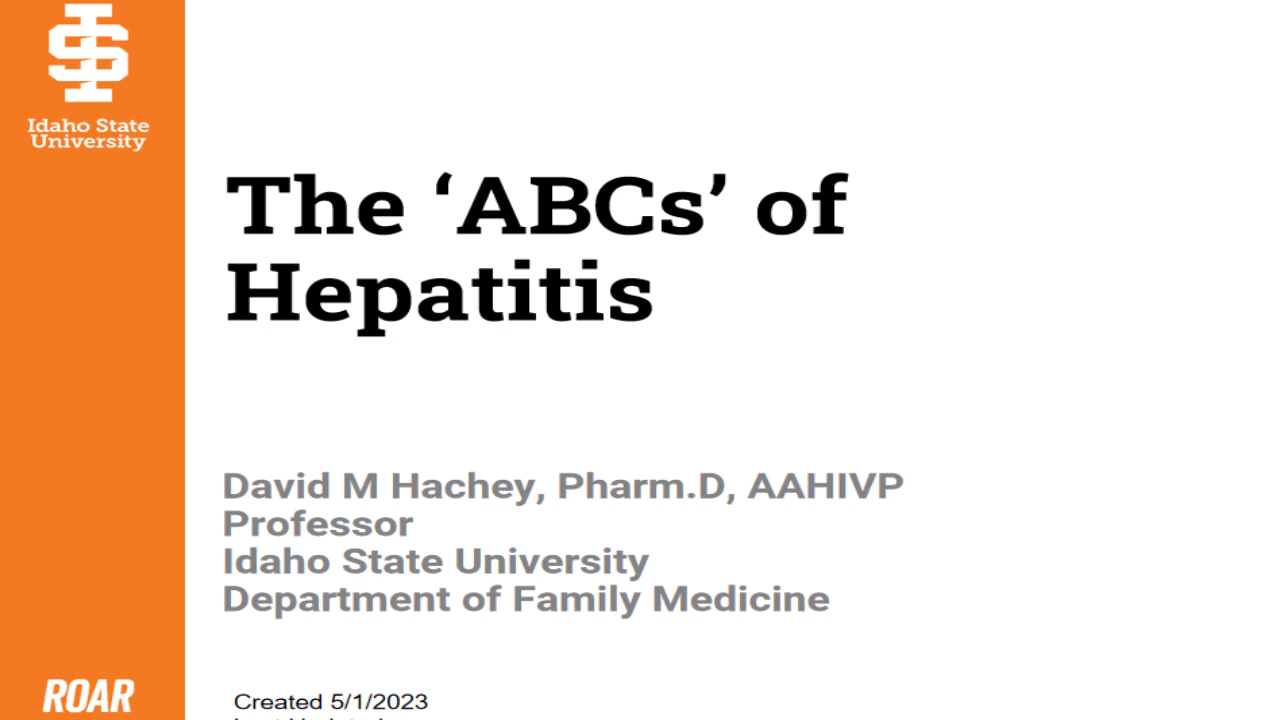 Idaho State
University
The ‘ABCs’ of
Hepatitis
David M Hachey, Pharm.D, AAHIVP
Professor
Idaho State University
Department of Family Medicine
ROAR
Created 5/1/2023